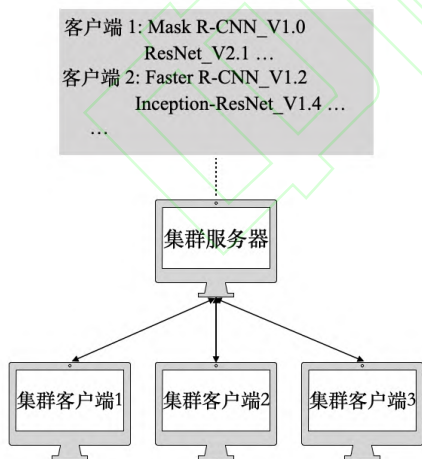 客户端 1: Mask R-CNN_V1.0
ResNet_V2.1 …
客户端 2: Faster R-CNN_V1.2
Inception-ResNet_V1.4 …
…
集群服务器
集群客户端1
集群客户端2
集群客户端3